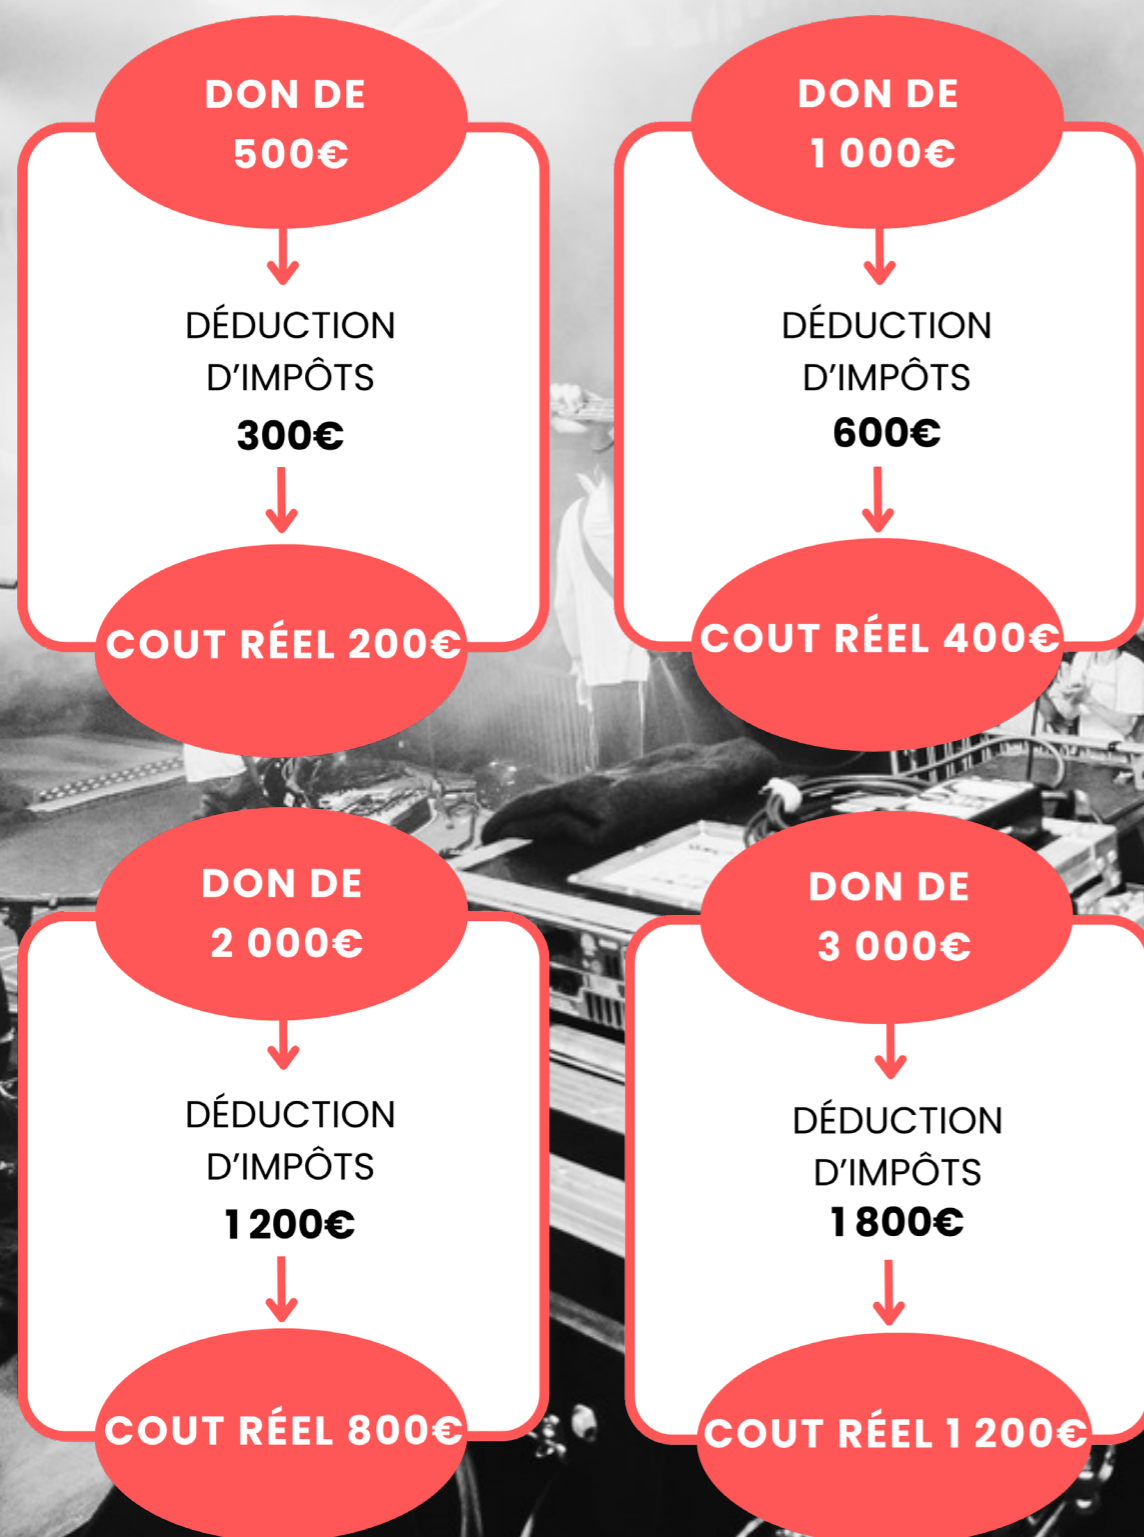 DON DE
500€
DÉDUCTION
D'IMPÔTS
300€
COUT RÉEL 200€
DON DE
1 000€
DÉDUCTION
D'IMPÔTS
600€
COUT RÉEL 400€
DON DE
2 000€
DÉDUCTION
D'IMPÔTS
1 200€
COUT RÉEL 800€
DON DE
3 000€
DÉDUCTION
D'IMPÔTS
1 800€
COUT RÉEL 1 200€